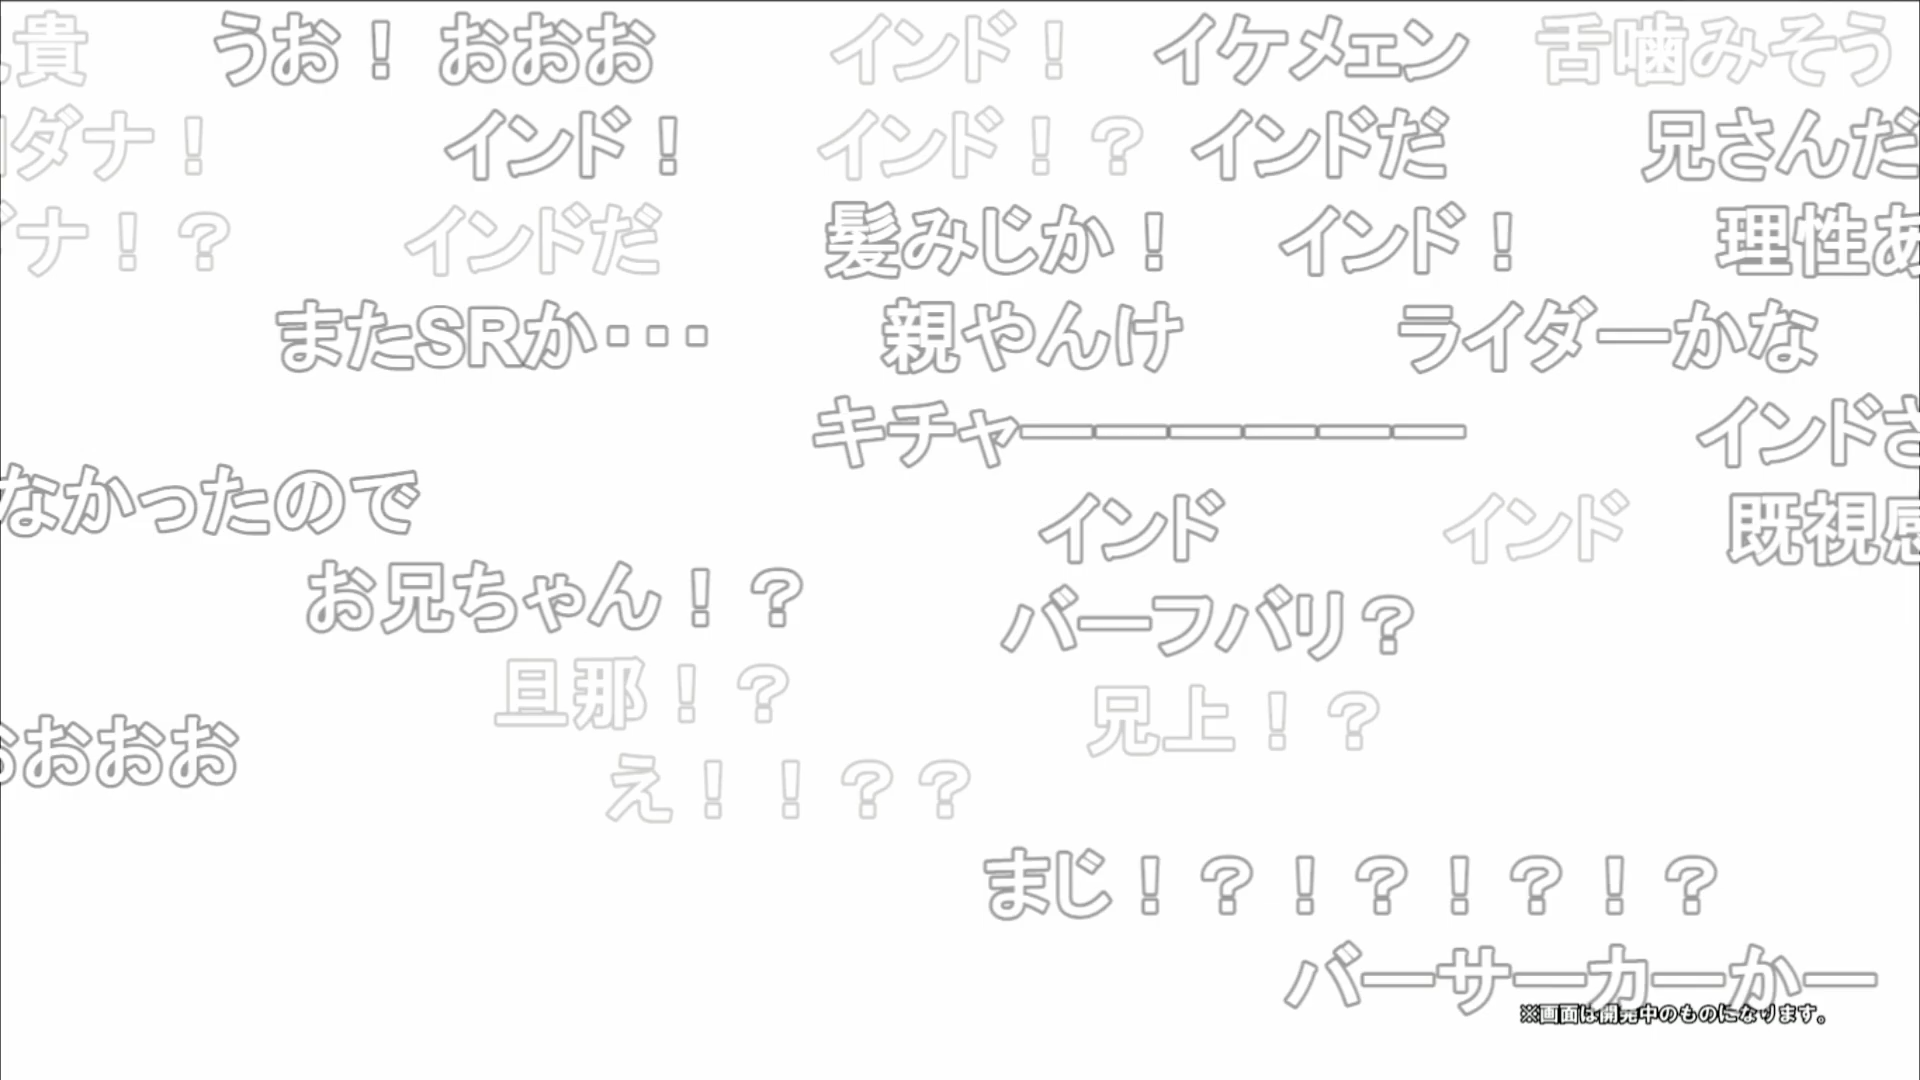 貴 うお！ おおお インド！ イケメェン 舌噛みそう
ダナ！ インド！ インド！？ インドだ 兄さんだ
ナ！？ インドだ 髪みじか！ インド！ 理性あ
またSRか・・・ 親やんけ ライダーかな
キチャーーーーーー インドさ
なかったので インド インド 既視感
お兄ちゃん！？ バーフバリ？
旦那！？ 兄上！？
おおお
え！！？？
まじ！？！？！？！？
バーサーカーかー
※画面は開発中のものになります。